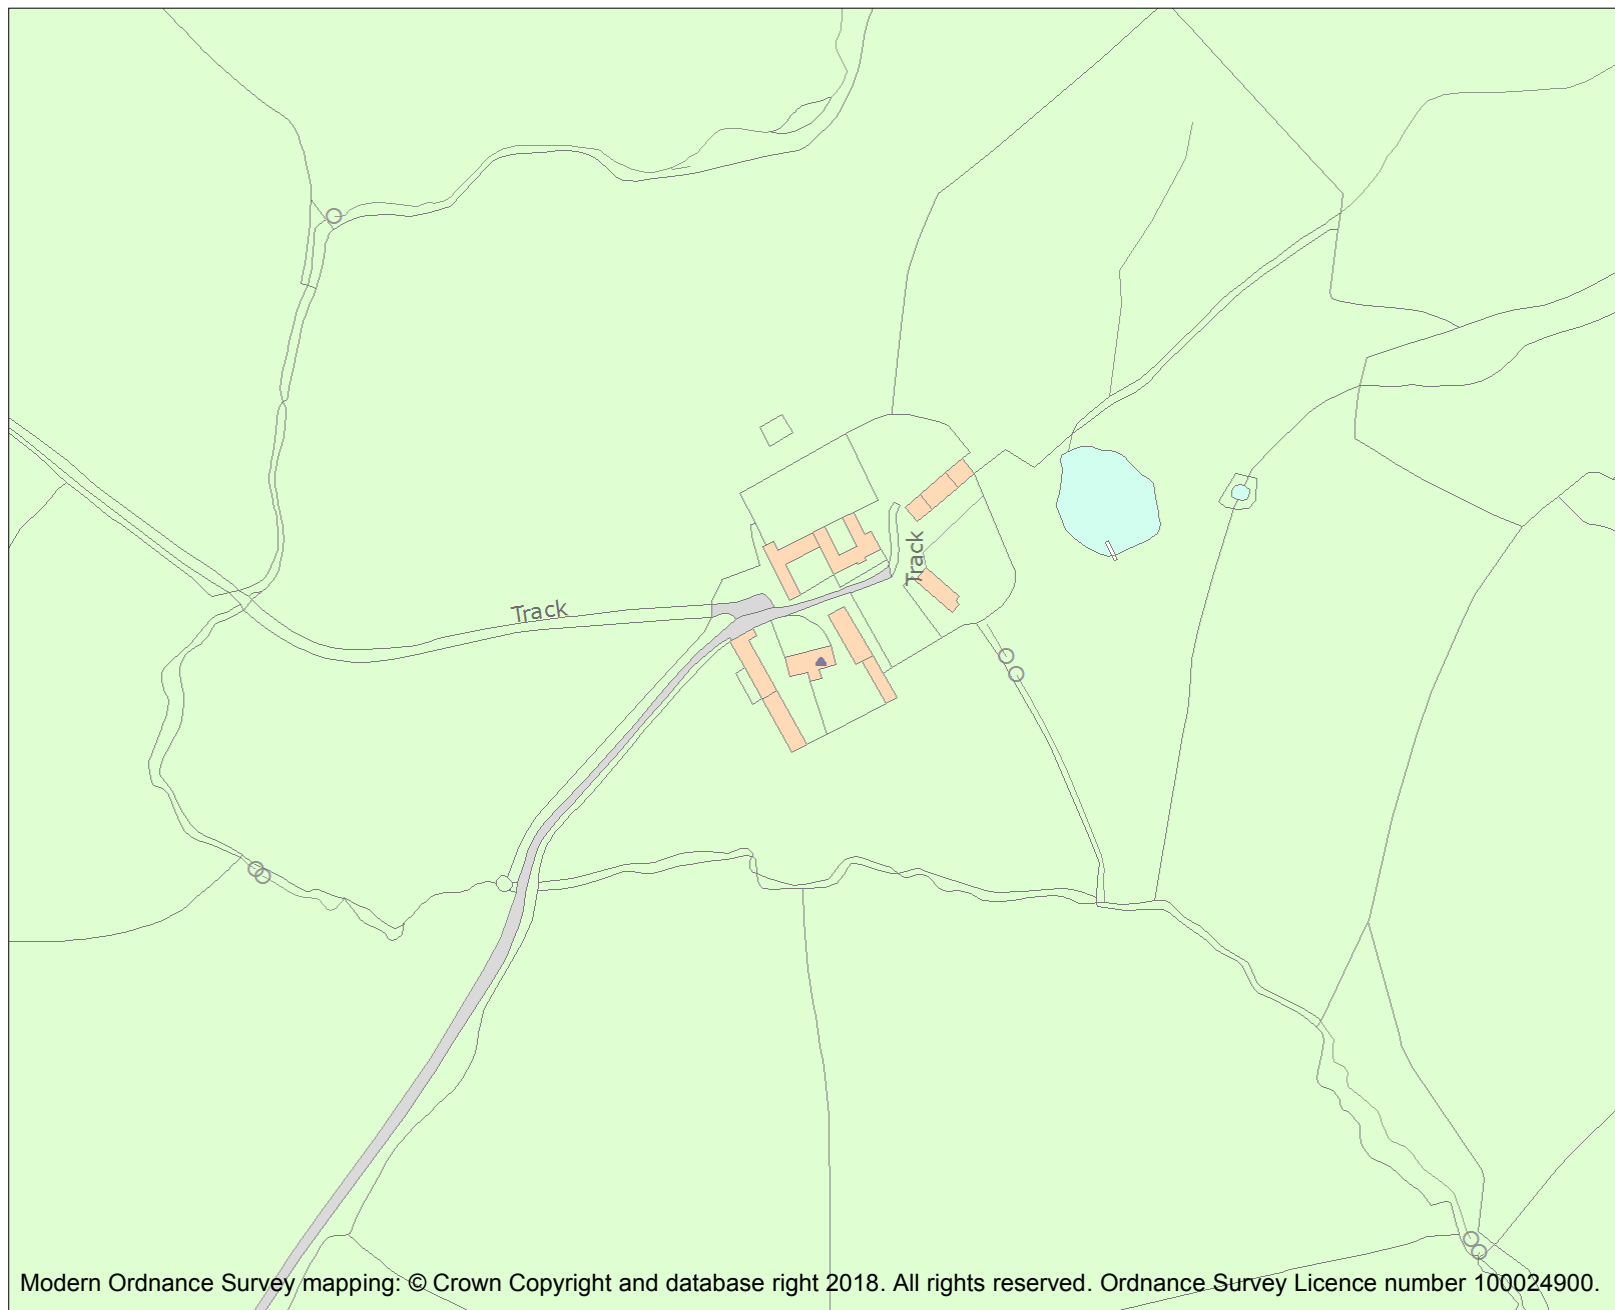 Track
Track
Modern Ordnance Survey mapping: © Crown Copyright and database right 2018. All rights reserved. Ordnance Survey Licence number 100024900.